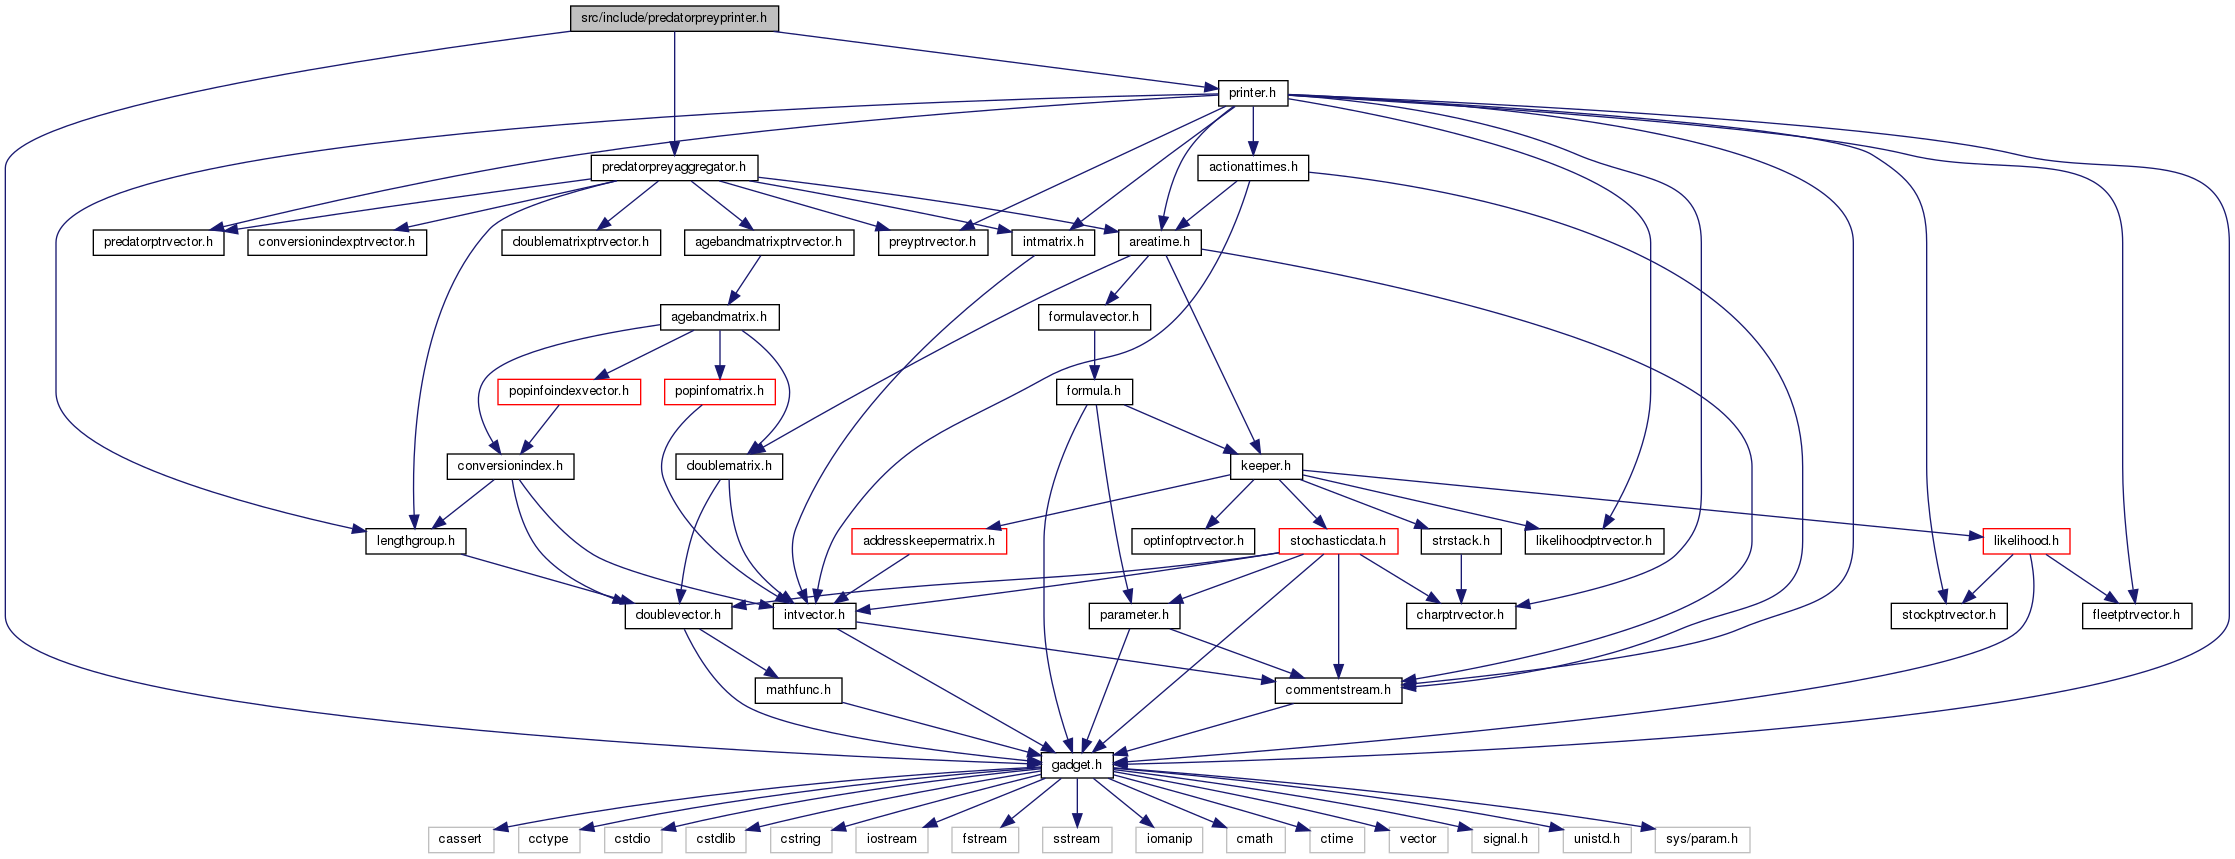 src/include/predatorpreyprinter.h
printer.h
predatorpreyaggregator.h
actionattimes.h
predatorptrvector.h
conversionindexptrvector.h
doublematrixptrvector.h
agebandmatrixptrvector.h
preyptrvector.h
intmatrix.h
areatime.h
agebandmatrix.h
formulavector.h
popinfoindexvector.h
popinfomatrix.h
formula.h
conversionindex.h
doublematrix.h
keeper.h
lengthgroup.h
addresskeepermatrix.h
optinfoptrvector.h
stochasticdata.h
strstack.h
likelihoodptrvector.h
likelihood.h
doublevector.h
intvector.h
parameter.h
charptrvector.h
stockptrvector.h
fleetptrvector.h
mathfunc.h
commentstream.h
gadget.h
cassert
cctype
cstdio
cstdlib
cstring
iostream
fstream
sstream
iomanip
cmath
ctime
vector
signal.h
unistd.h
sys/param.h